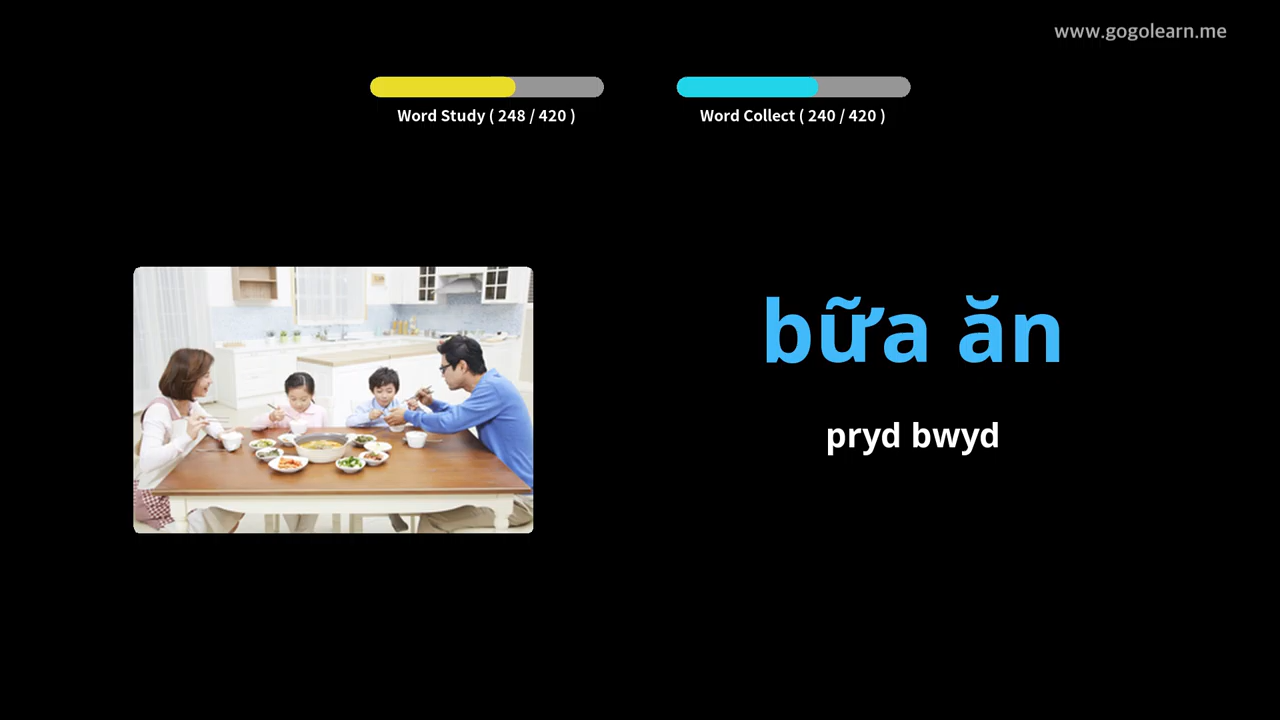 www.gogolearn.me
Word Study ( 248 / 420 )
Word Collect ( 240 / 420 )
bữa ăn
pryd bwyd